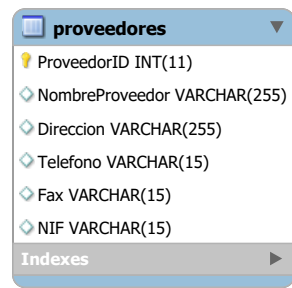 proveedores
ProveedorID INT(11)
NombreProveedor VARCHAR(255)
Direccion VARCHAR(255)
Telefono VARCHAR(15)
Fax VARCHAR(15)
NIF VARCHAR(15)
Indexes